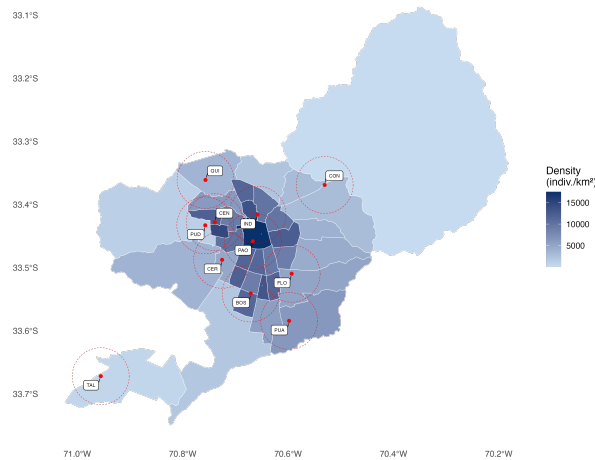 33.1°S
33.2°S
33.3°S
33.4°S
33.5°S
33.6°S
33.7°S
QUI
CON
CEN
IND
PUD
PAO
CER
FLO
BOS
PUA
TAL
71.0°W
70.8°W
70.6°W
70.4°W
70.2°W
Density
(indiv./km²)
15000
10000
5000